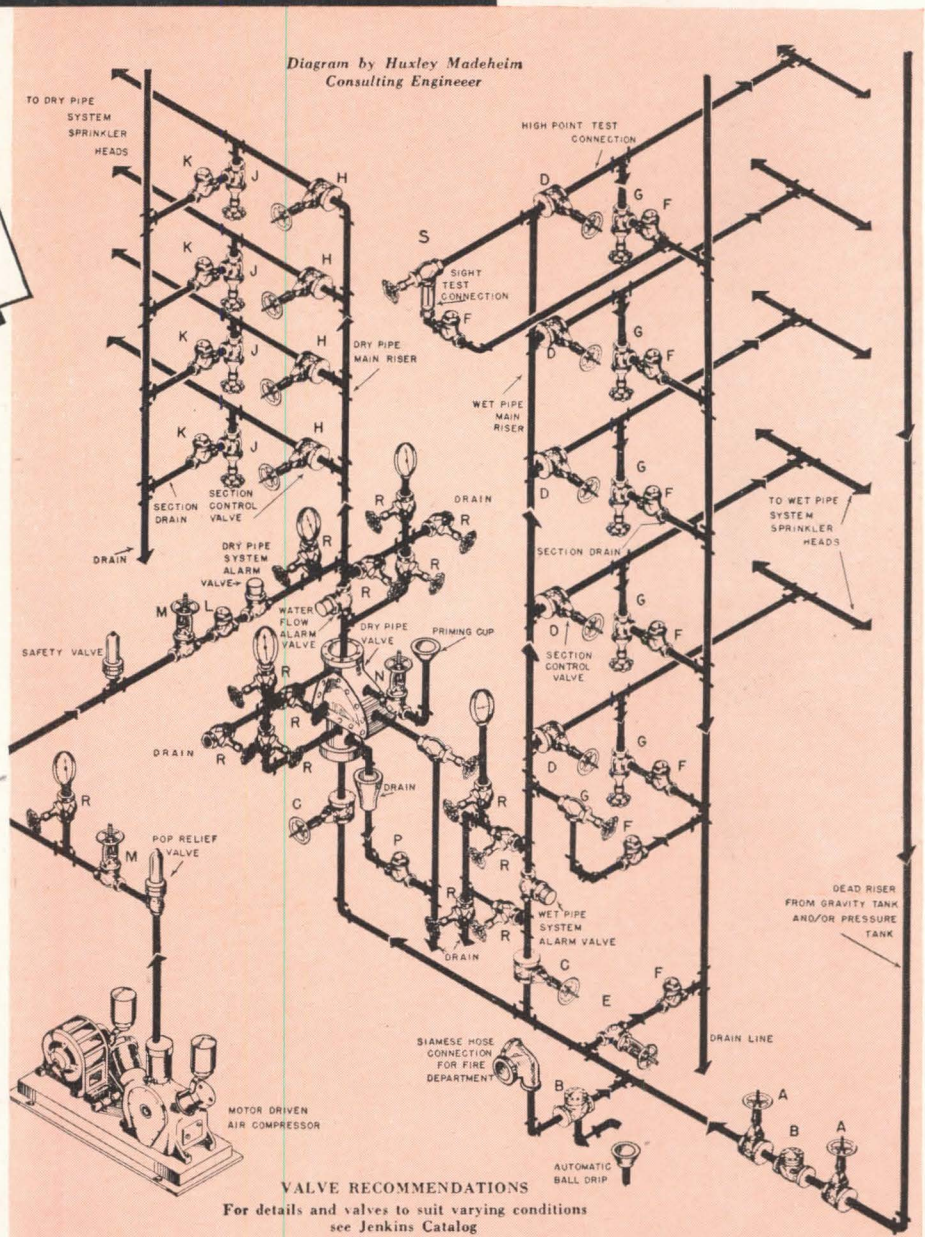 Diagram by Huxley Madeheim
Consulting Engineeer
TO DRY PIPE
SYSTEM
SPRINKLER
HEADS
HIGH POINT TEST
CONNECTION
K
J
H
D
G
F
S
SIGHT
TEST
CONNECTION
F
K
J
H
D
G
F
K
J
H
DRY PIPE
MAIN RISER
WET PIPE
MAIN
RISER
D
G
F
K
J
H
SECTION
DRAIN
SECTION
CONTROL
VALVE
DRAIN
R
DRAIN
R
R
R
R
TO WET PIPE
SYSTEM
SPRINKLER
HEADS
SECTION DRAIN
DRY PIPE
SYSTEM
ALARM
VALVE
M
L
WATER
FLOW
ALARM
VALVE
DRY PIPE
VALVE
PRIMING CUP
N
D
SECTION
CONTROL
VALVE
G
F
SAFETY VALVE
R
R
R
R
DRAIN
D
G
F
G
F
C
DRAIN
P
R
R
R
R
DRAIN
WET PIPE
SYSTEM
ALARM VALVE
R
M
POP RELIEF
VALVE
DEAD RISER
FROM GRAVITY TANK
AND/OR PRESSURE
TANK
C
E
F
DRAIN LINE
SIAMESE HOSE
CONNECTION
FOR FIRE
DEPARTMENT
B
A
B
A
MOTOR DRIVEN
AIR COMPRESSOR
AUTOMATIC
BALL DRIP
VALVE RECOMMENDATIONS
For details and valves to suit varying conditions
see Jenkins Catalog